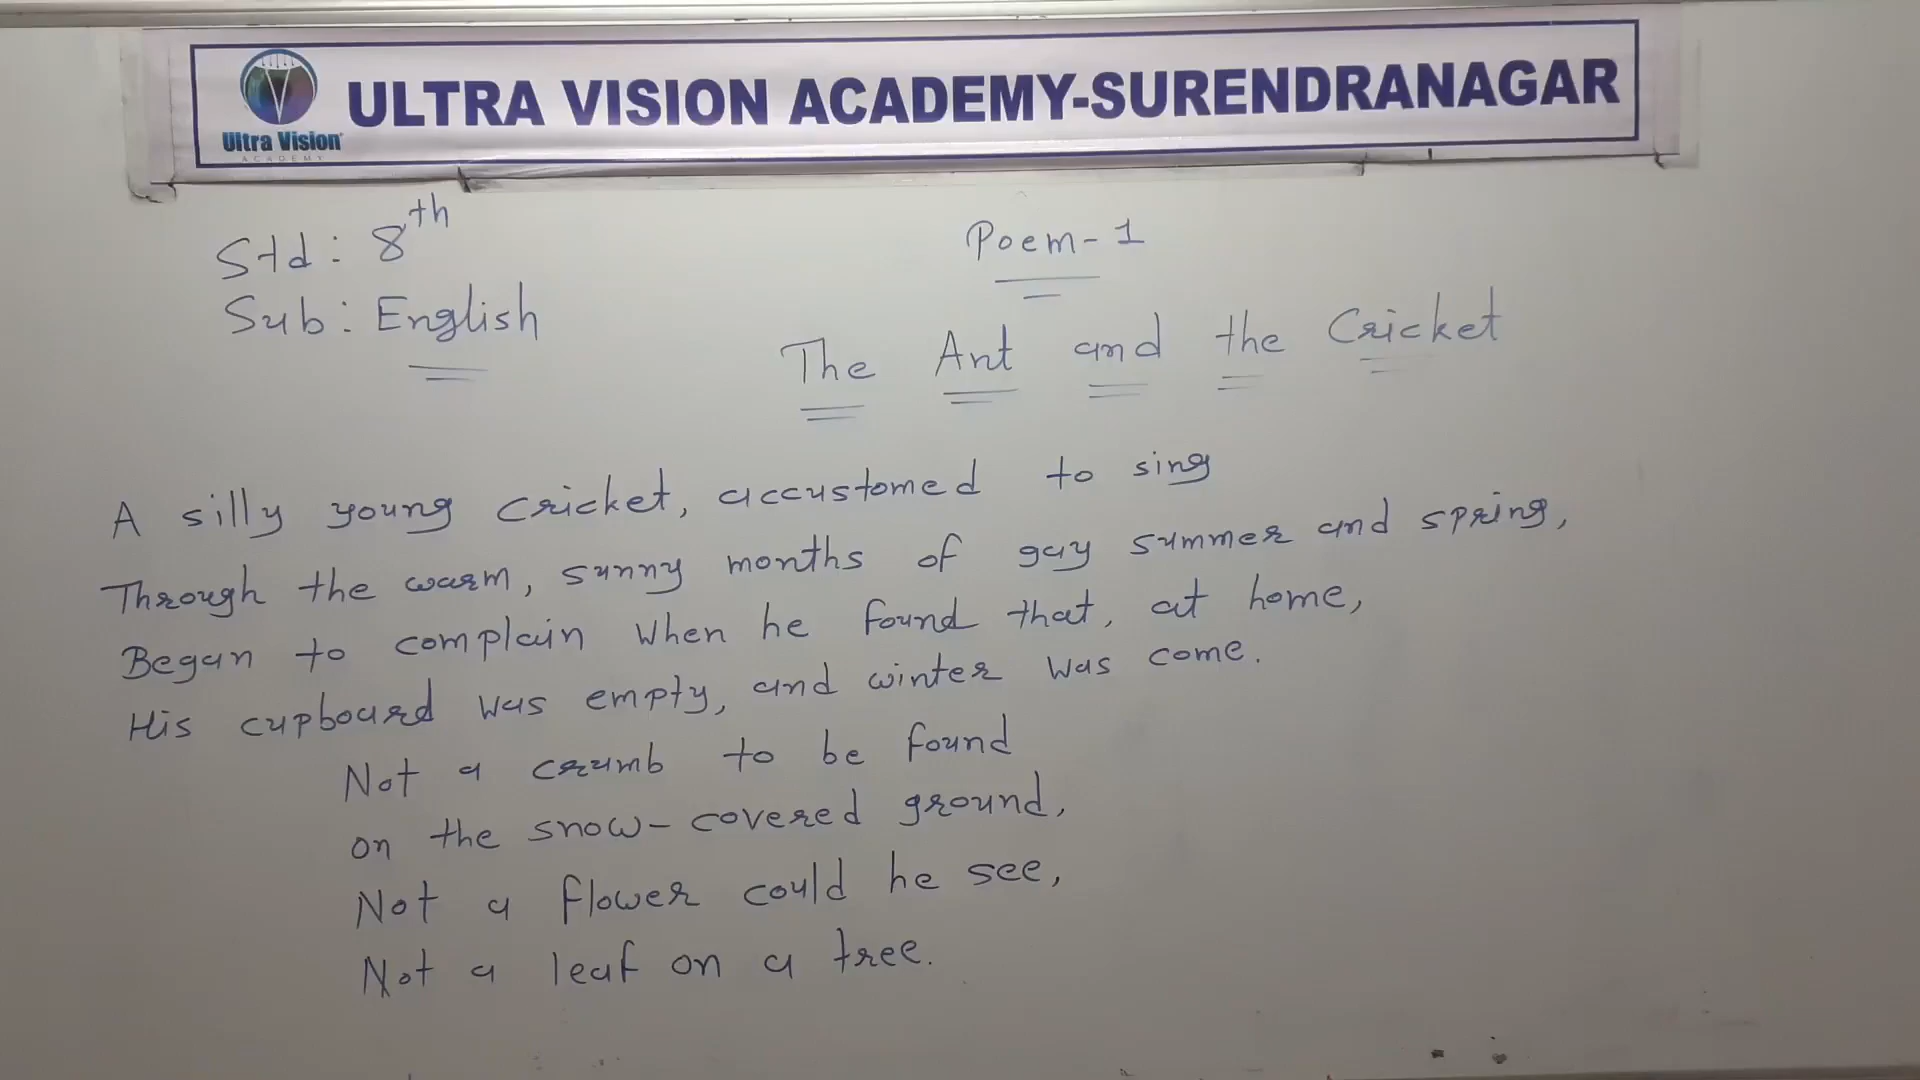 ULTRA VISION ACADEMY-SURENDRANAGAR
Ultra Vision
ACADEMY
Std: 8th
Sub: English
Poem-1
The Ant and the Cricket
A silly young cricket, accustomed to sing
Through the warm, sunny months of gay summer and spring,
Began to complain when he found that, at home,
His cupboard was empty, and winter was come.
Not a crumb to be found
on the snow-covered ground,
Not a flower could he see,
Not a leaf on a tree.